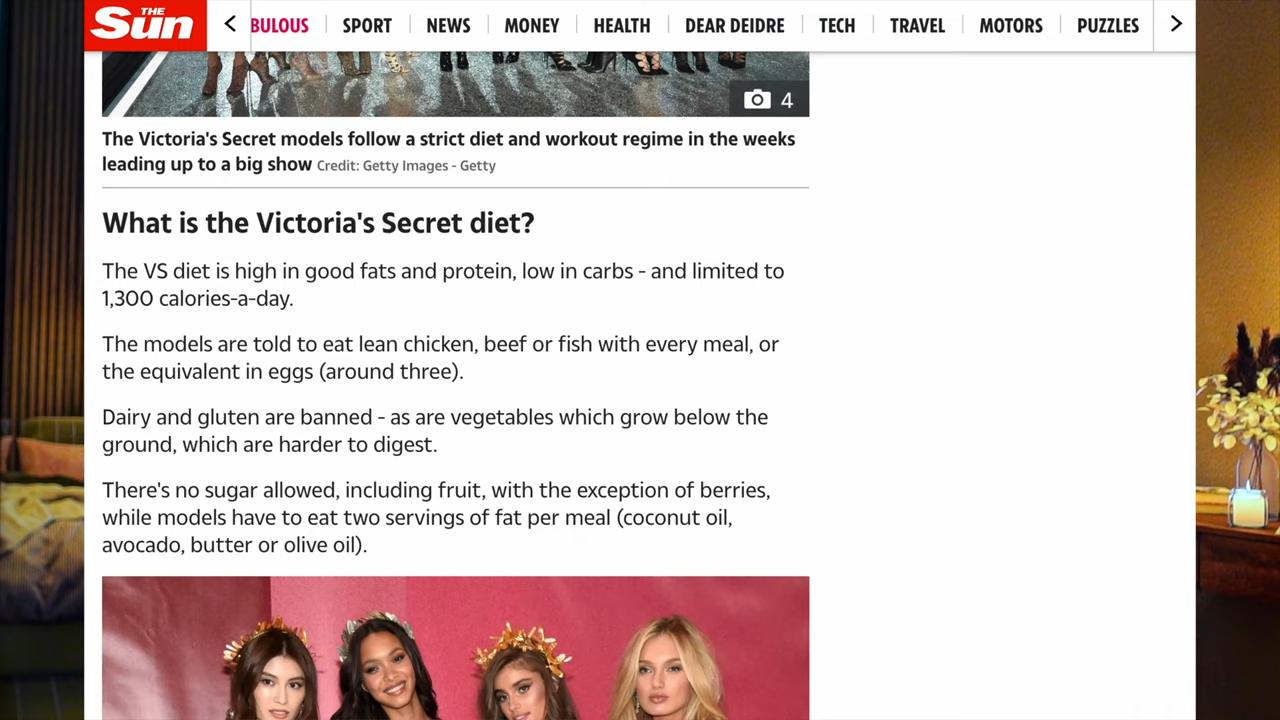 THE
Sun
BULOUS
SPORT
NEWS
MONEY
HEALTH
DEAR DEIDRE
TECH
TRAVEL
MOTORS
PUZZLES
4
The Victoria's Secret models follow a strict diet and workout regime in the weeks
leading up to a big show Credit: Getty Images - Getty
What is the Victoria's Secret diet?
The VS diet is high in good fats and protein, low in carbs - and limited to
1,300 calories-a-day.
The models are told to eat lean chicken, beef or fish with every meal, or
the equivalent in eggs (around three).
Dairy and gluten are banned - as are vegetables which grow below the
ground, which are harder to digest.
There's no sugar allowed, including fruit, with the exception of berries,
while models have to eat two servings of fat per meal (coconut oil,
avocado, butter or olive oil).